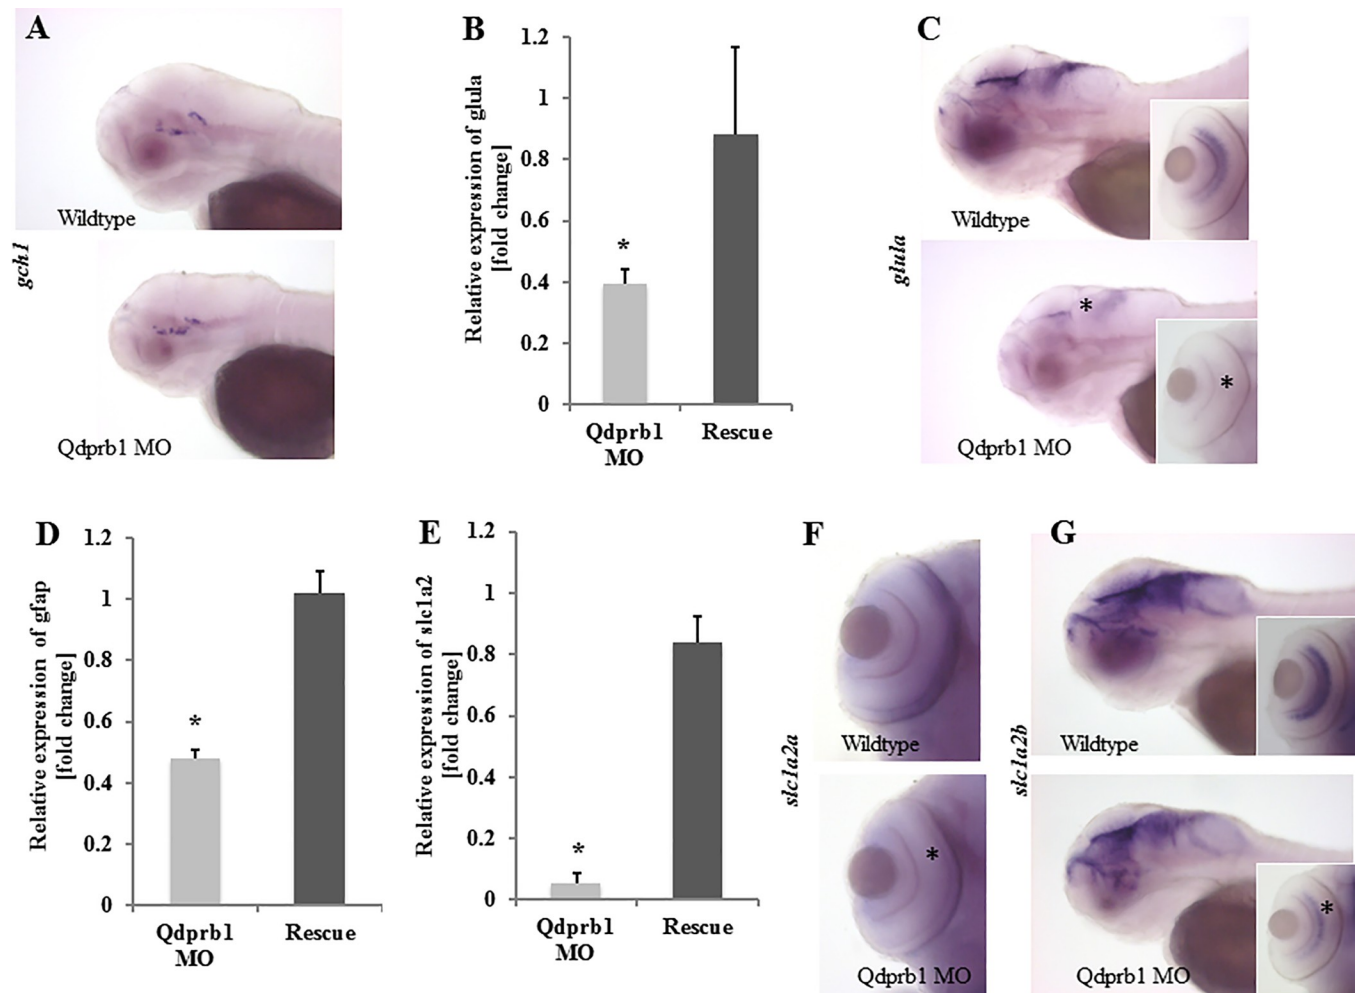 A
Wildtype
gch1
Qdprb1 MO
B
Relative expression of glula
[fold change]
1.2
1
0.8
0.6
0.4
0.2
0
*
Qdprb1
MO
Rescue
C
Wildtype
glula
*
*
Qdprb1 MO
D
Relative expression of gfap
[fold change]
1.2
1
0.8
0.6
0.4
0.2
0
*
Qdprb1
MO
Rescue
E
Relative expression of slc1a2
[fold change]
1.2
1
0.8
0.6
0.4
0.2
0
*
Qdprb1
MO
Rescue
F
Wildtype
slc1a2a
*
Qdprb1 MO
G
Wildtype
slc1a2b
*
Qdprb1 MO